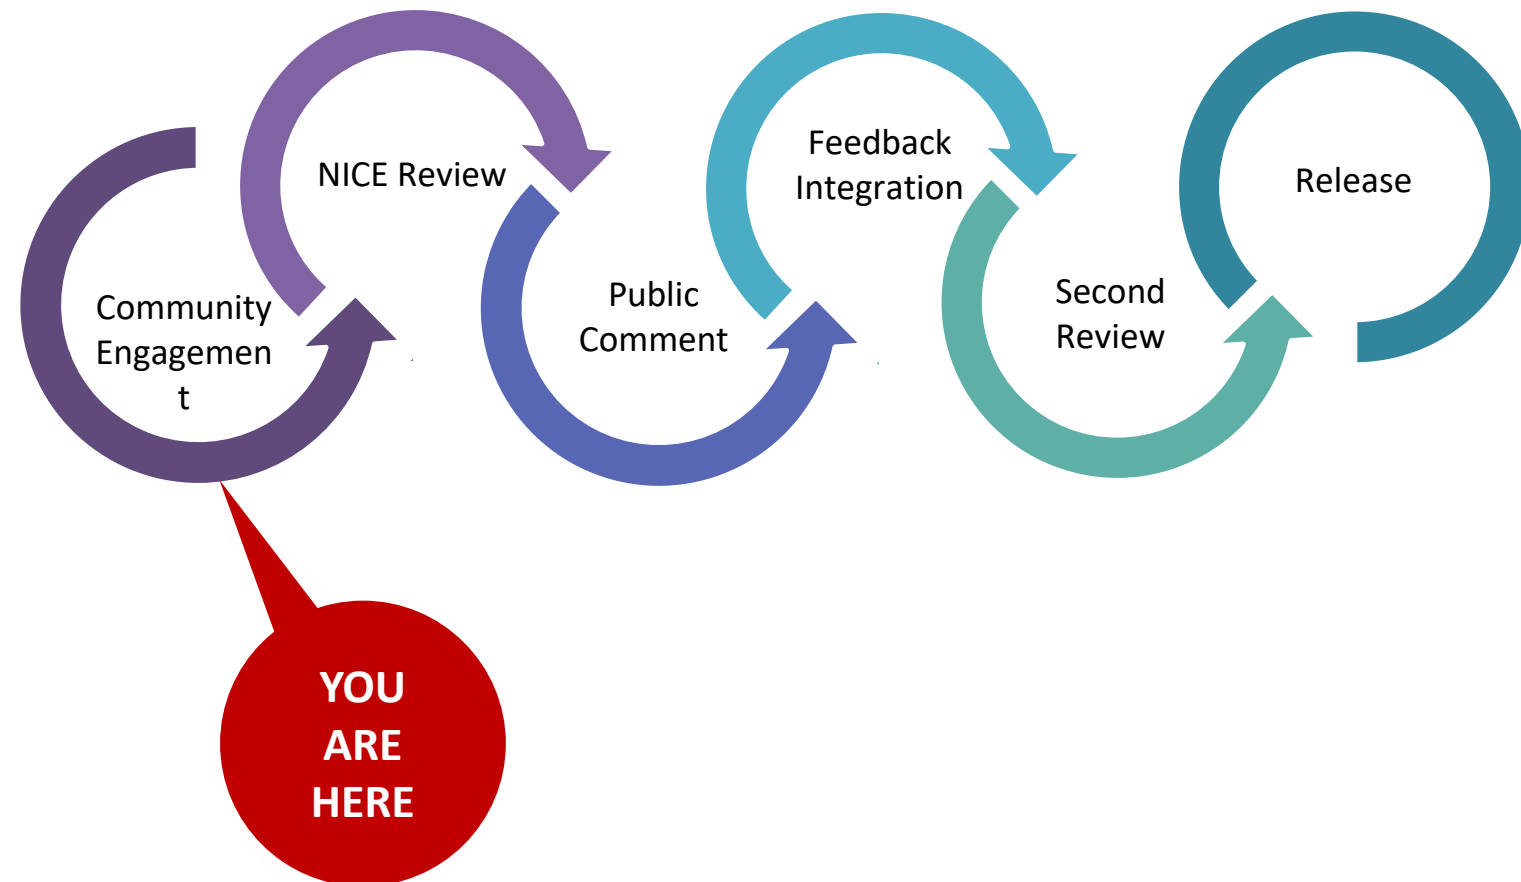 Community
Engagemen
t
NICE Review
Public
Comment
Feedback
Integration
Second
Review
Release
YOU
ARE
HERE